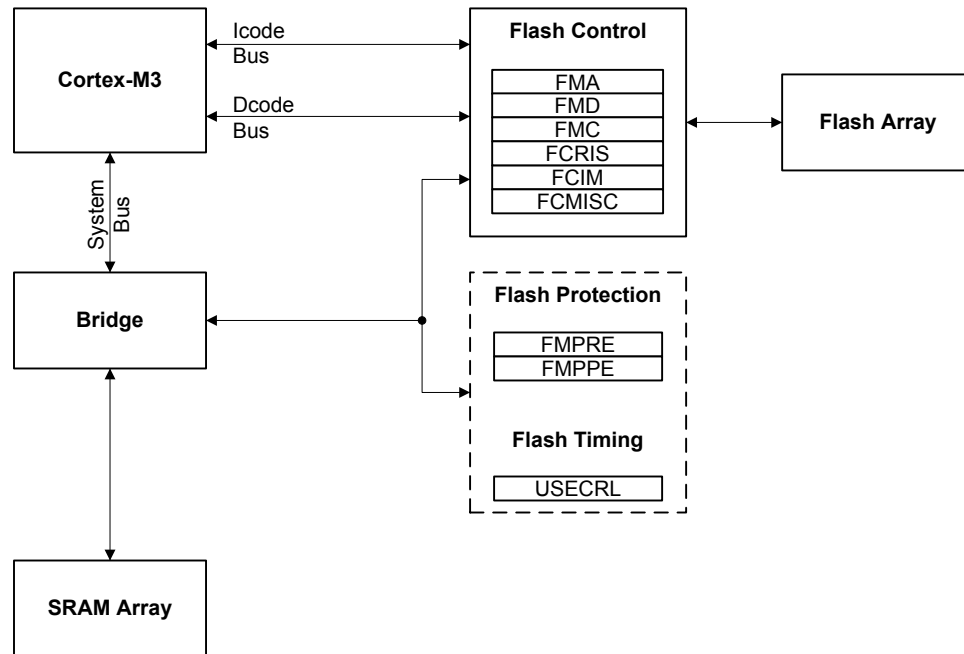 Cortex-M3
Icode
Bus
Dcode
Bus
System
Bus
Flash Control
FMA
FMD
FMC
FCRIS
FCIM
FCMISC
Flash Array
Bridge
Flash Protection
FMPRE
FMPPE
Flash Timing
USECRL
SRAM Array